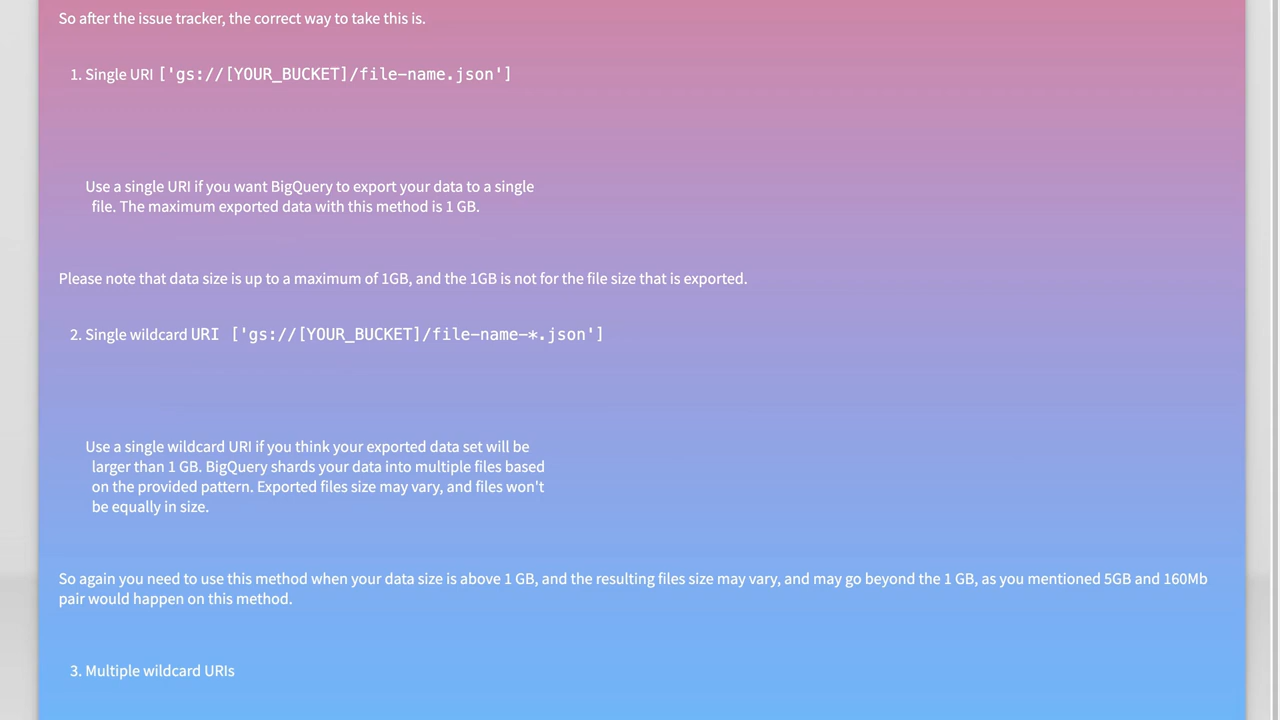 So after the issue tracker, the correct way to take this is.
1. Single URI ['gs://[YOUR_BUCKET]/file-name.json']
Use a single URI if you want BigQuery to export your data to a single
file. The maximum exported data with this method is 1 GB.
Please note that data size is up to a maximum of 1GB, and the 1GB is not for the file size that is exported.
2. Single wildcard URI ['gs://[YOUR_BUCKET]/file-name-*.json']
Use a single wildcard URI if you think your exported data set will be
larger than 1 GB. BigQuery shards your data into multiple files based
on the provided pattern. Exported files size may vary, and files won't
be equally in size.
So again you need to use this method when your data size is above 1 GB, and the resulting files size may vary, and may go beyond the 1 GB, as you mentioned 5GB and 160Mb
pair would happen on this method.
3. Multiple wildcard URIs